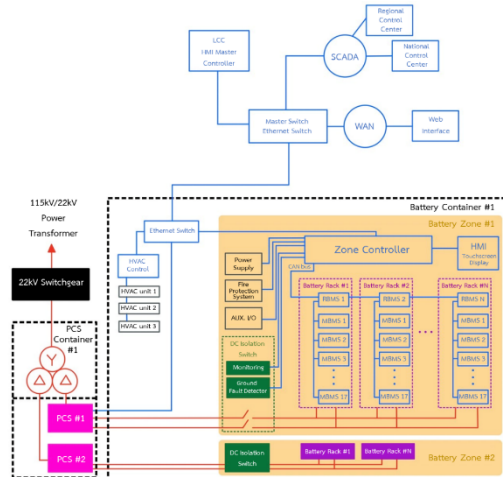 Regional
Control
Center
LCC
HMI Master
Controller
SCADA
National
Control
Center
Master Switch
Ethernet Switch
WAN
Web
Interface
115kV/22kV
Power
Transformer
Battery Container #1
Ethernet Switch
Battery Zone #1
HVAC
Control
Zone Controller
HMI
Touchscreen
Display
Power
Supply
CAN bus
22kV Switchgear
HVAC unit 1
HVAC unit 2
HVAC unit 3
Fire
Protection
System
AUX. I/O
Battery Rack #1
Battery Rack #2
Battery Rack #N
RBMS 1
RBMS 2
RBMS N
MBMS 1
MBMS 1
MBMS 1
MBMS 2
MBMS 2
MBMS 2
MBMS 3
MBMS 3
MBMS 3
MBMS 17
MBMS 17
MBMS 17
PCS
Container
#1
Y
Δ
Δ
DC Isolation
Switch
Monitoring
Ground
Fault Detector
PCS #1
PCS #2
DC Isolation
Switch
Battery Rack #1
Battery Rack #N
Battery Zone #2